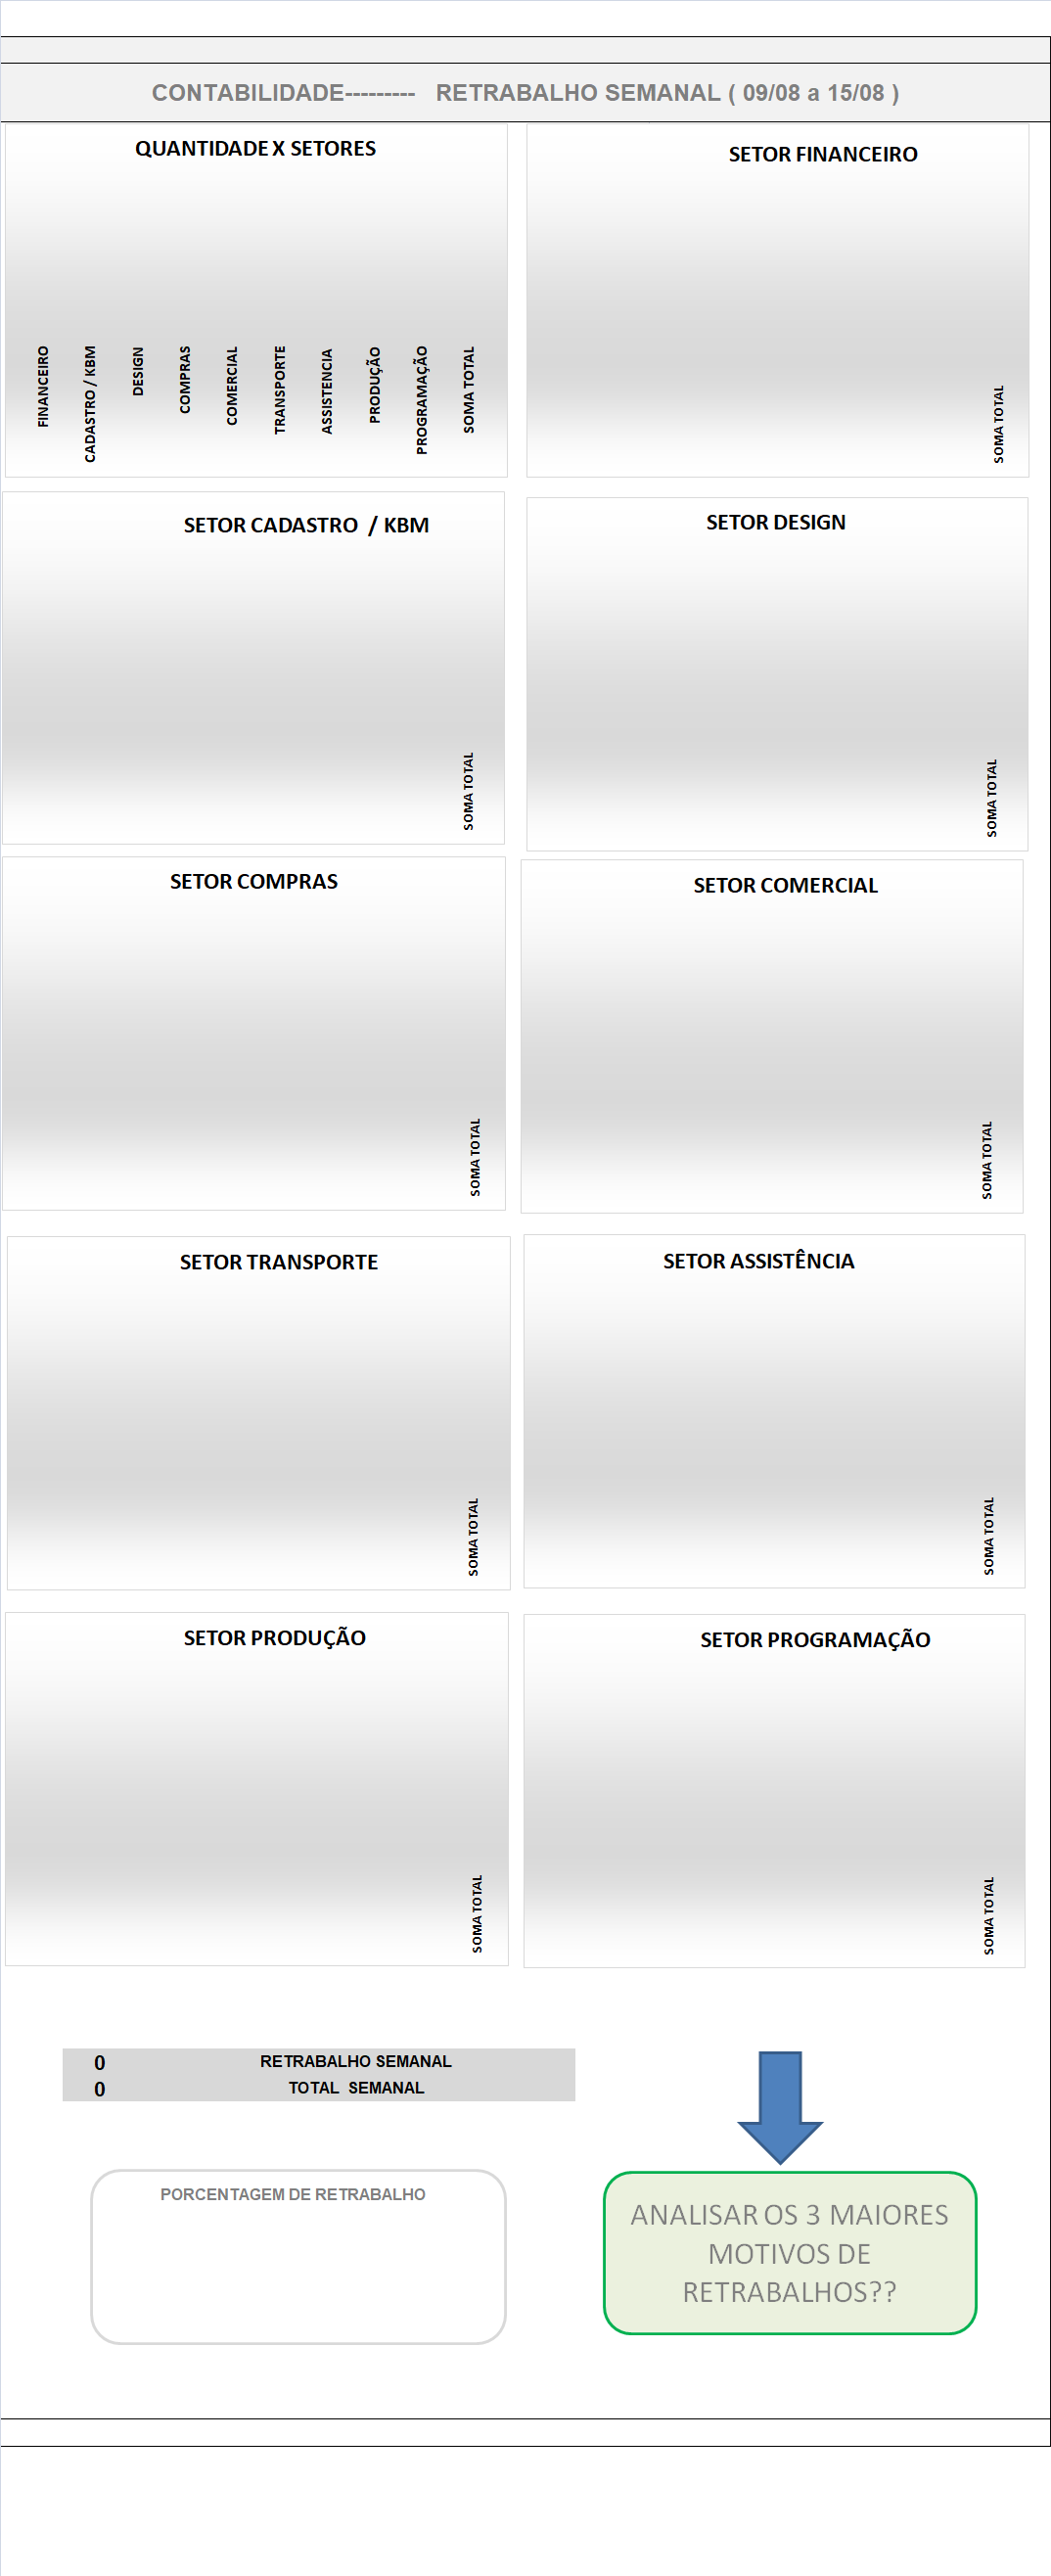 CONTABILIDADE--------- RETRABALHO SEMANAL ( 09/08 a 15/08 )
QUANTIDADE X SETORES
FINANCEIRO
CADASTRO / KBM
DESIGN
COMPRAS
COMERCIAL
TRANSPORTE
ASSISTENCIA
PRODUÇÃO
PROGRAMAÇÃO
SOMA TOTAL
SETOR FINANCEIRO
SOMA TOTAL
SETOR CADASTRO / KBM
SOMA TOTAL
SETOR DESIGN
SOMA TOTAL
SETOR COMPRAS
SOMA TOTAL
SETOR COMERCIAL
SOMA TOTAL
SETOR TRANSPORTE
SOMA TOTAL
SETOR ASSISTÊNCIA
SOMA TOTAL
SETOR PRODUÇÃO
SOMA TOTAL
SETOR PROGRAMAÇÃO
SOMA TOTAL
0 RETRABALHO SEMANAL
0 TOTAL SEMANAL
PORCENTAGEM DE RETRABALHO
ANALISAR OS 3 MAIORES
MOTIVOS DE
RETRABALHOS??